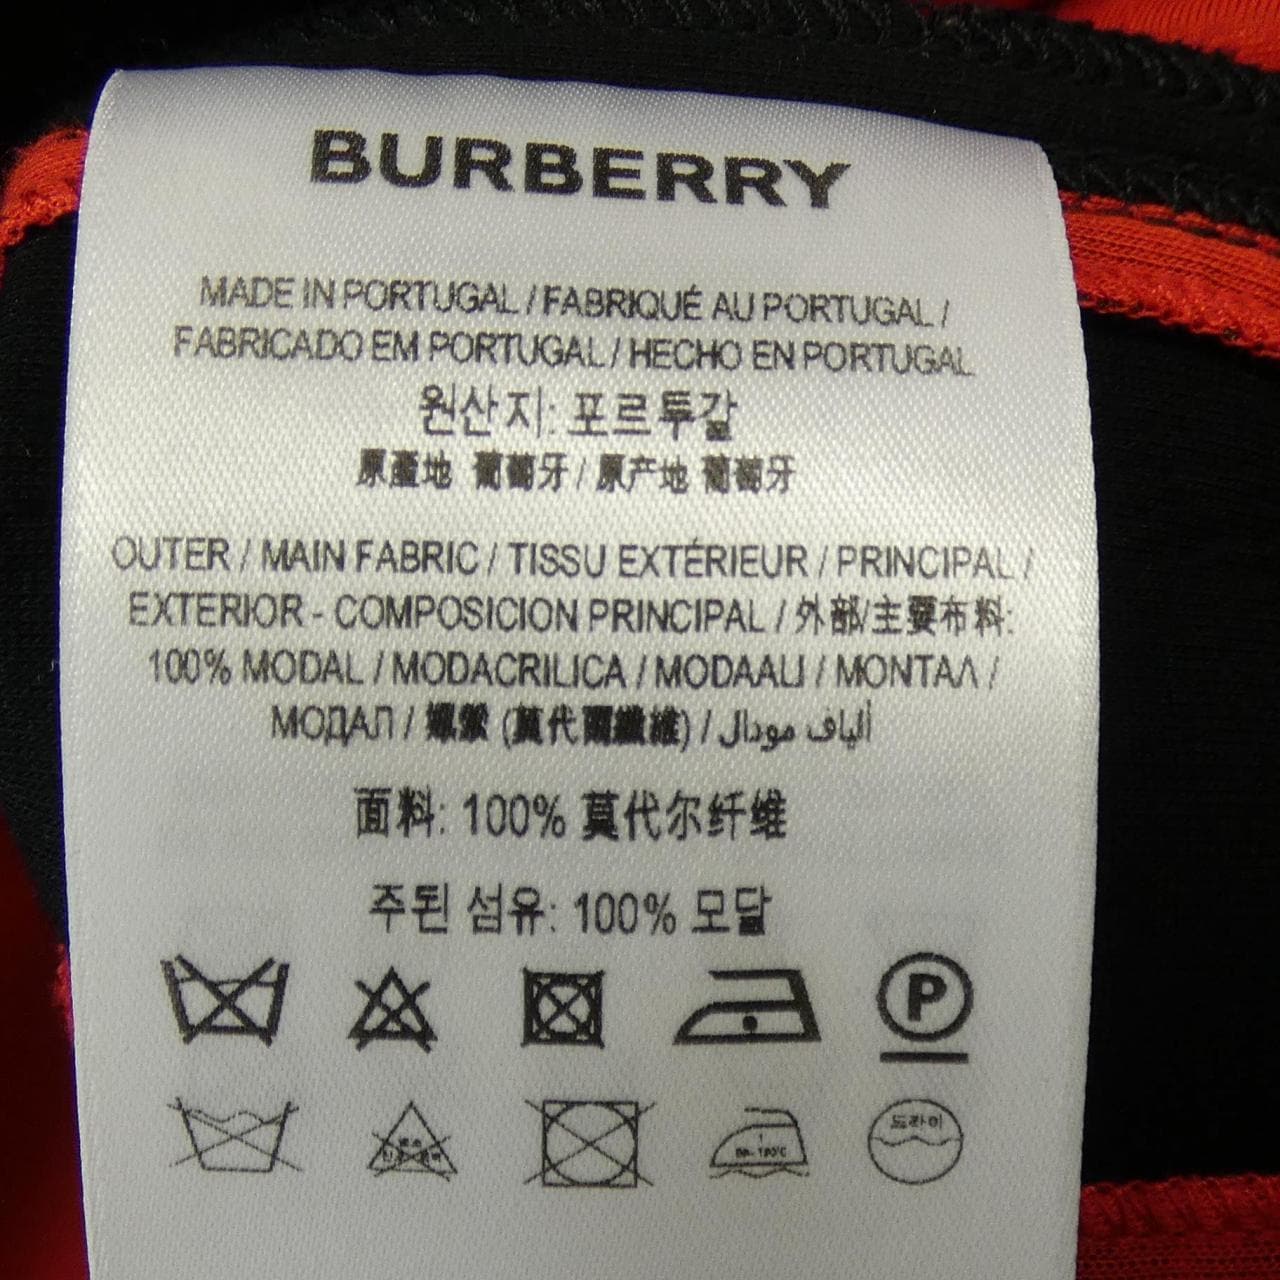 BURBERRY
MADE IN PORTUGAL / FABRIQUÉ AU PORTUGAL /
FABRICADO EM PORTUGAL / HECHO EN PORTUGAL
원산지: 포르투갈
原產地 葡萄牙 / 原产地 葡萄牙
OUTER / MAIN FABRIC / TISSU EXTÉRIEUR / PRINCIPAL /
EXTERIOR - COMPOSICION PRINCIPAL / 外部/主要布料:
100% MODAL / MODACRILICA / MODAALI / ΜΟΝΤΑΛ /
МОДАЛ / (莫代爾纖維) / ألياف مودال
面料: 100% 莫代尔纤维
주된 섬유: 100% 모달
P
드라이